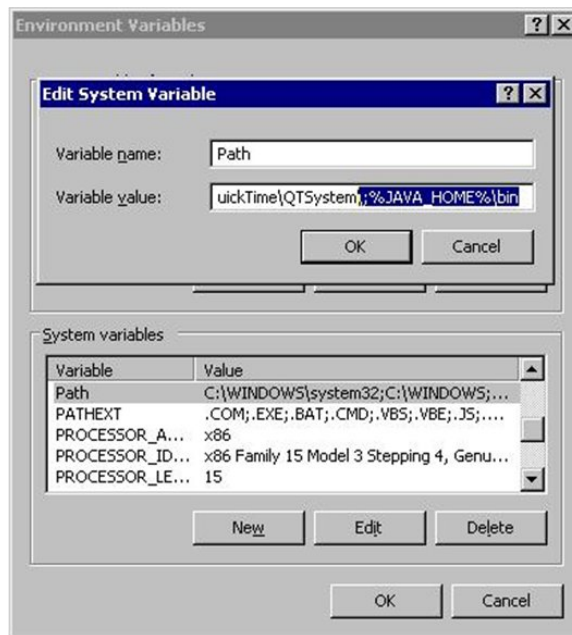 Environment Variables
Edit System Variable
Variable name:
Path
Variable value:
uickTime\QTSystem\;%JAVA_HOME%\bin
OK
Cancel
System variables
Variable
Value
Path
C:\WINDOWS\system32;C:\WINDOWS;...
PATHEXT
.COM;.EXE;.BAT;.CMD;.VBS;.VBE;.JS;....
PROCESSOR_A...
x86
PROCESSOR_ID...
x86 Family 15 Model 3 Stepping 4, Genu...
PROCESSOR_LE...
15
New
Edit
Delete
OK
Cancel